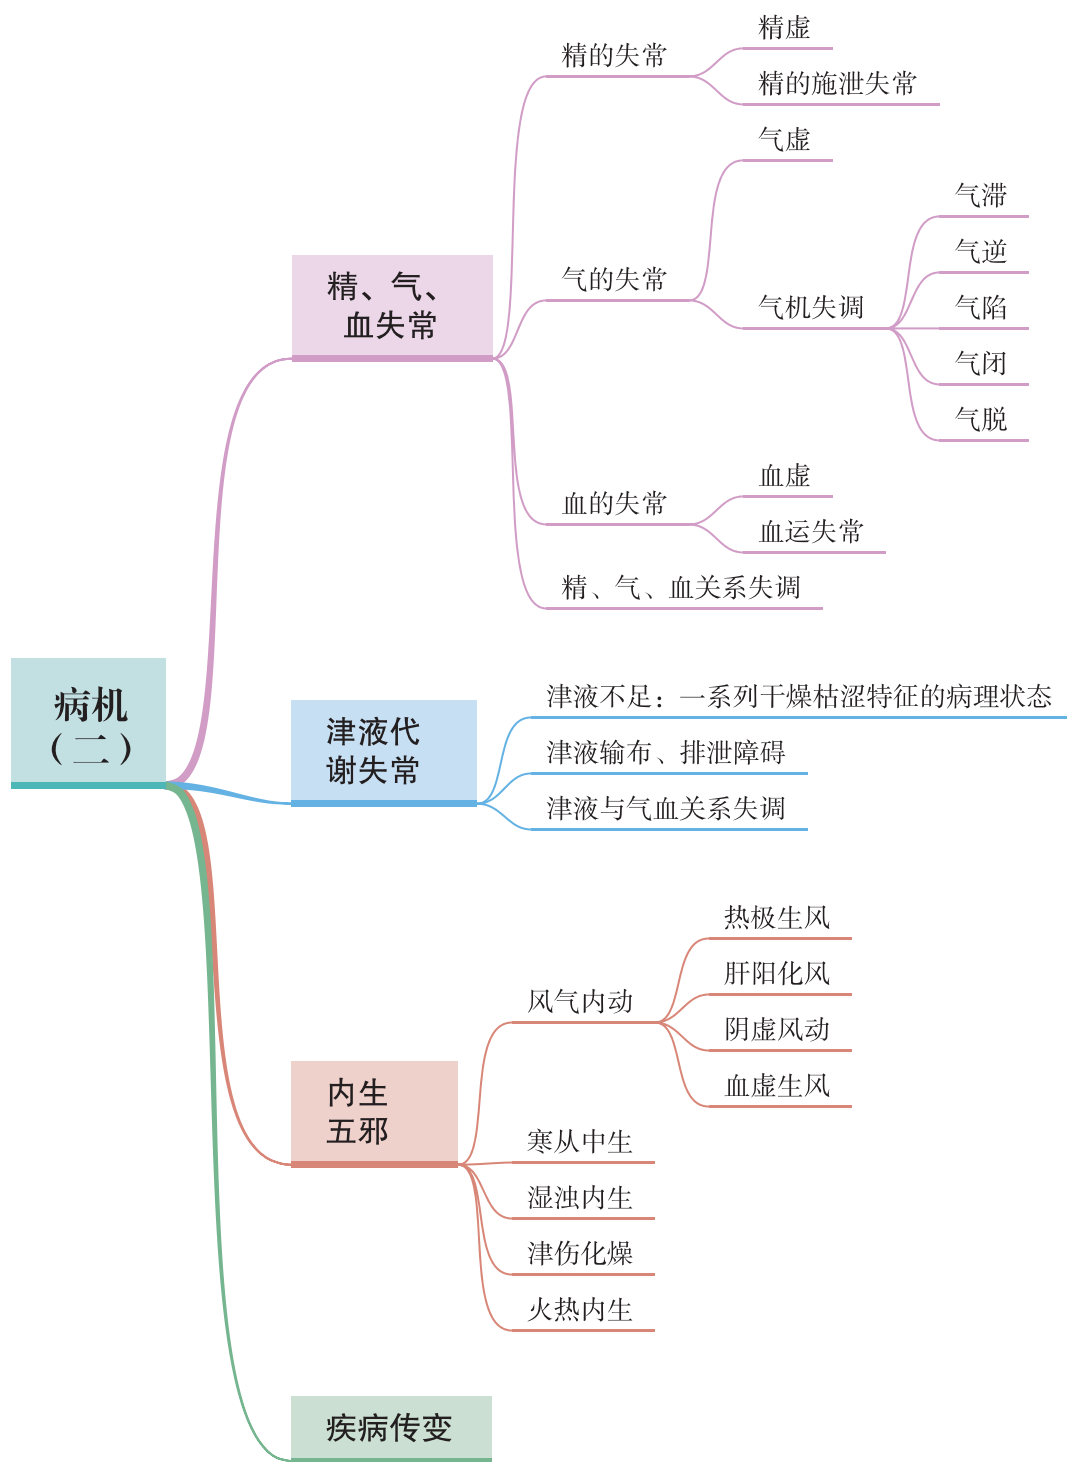 病机
（二）
精、气、
血失常
精的失常
精虚
精的施泄失常
气的失常
气虚
气机失调
气滞
气逆
气陷
气闭
气脱
血的失常
血虚
血运失常
精、气、血关系失调
津液代
谢失常
津液不足：一系列干燥枯涩特征的病理状态
津液输布、排泄障碍
津液与气血关系失调
内生
五邪
风气内动
热极生风
肝阳化风
阴虚风动
血虚生风
寒从中生
湿浊内生
津伤化燥
火热内生
疾病传变